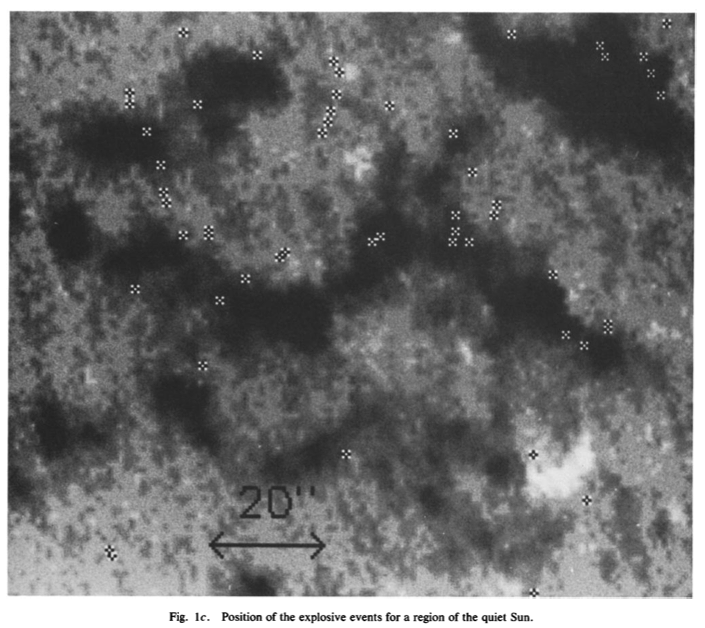 20"
Fig. 1c. Position of the explosive events for a region of the quiet Sun.